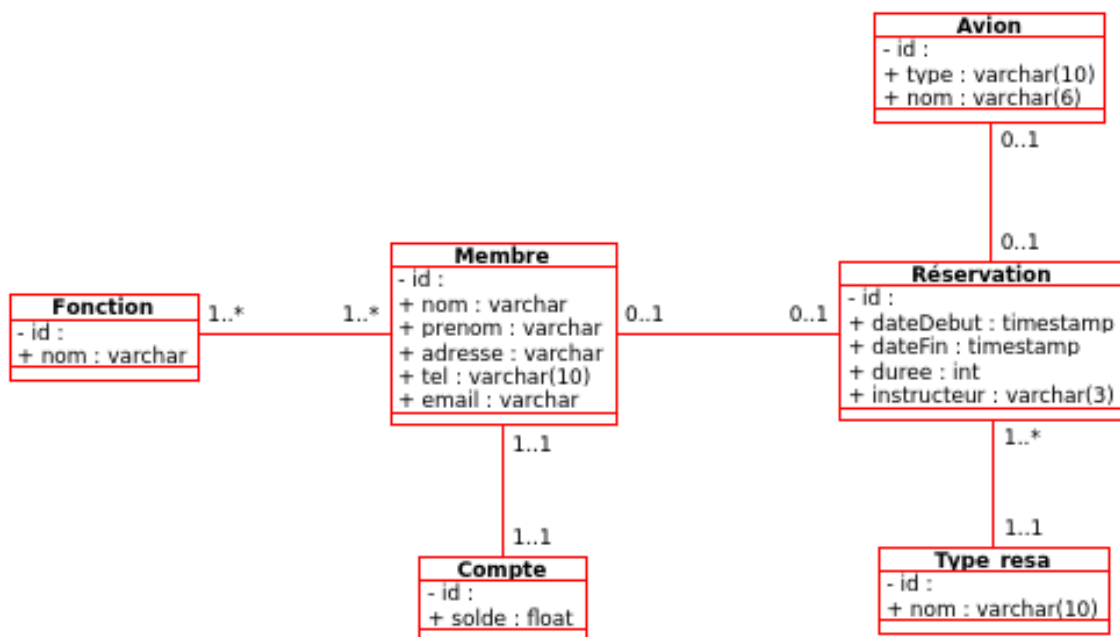 Avion
- id :
+ type : varchar(10)
+ nom : varchar(6)
0..1
0..1
Fonction
- id :
+ nom : varchar
1..*
1..*
Membre
- id :
+ nom : varchar
+ prenom : varchar
+ adresse : varchar
+ tel : varchar(10)
+ email : varchar
0..1
0..1
Réservation
- id :
+ dateDebut : timestamp
+ dateFin : timestamp
+ duree : int
+ instructeur : varchar(3)
1..1
1..1
Compte
- id :
+ solde : float
1..*
1..1
Type resa
- id :
+ nom : varchar(10)